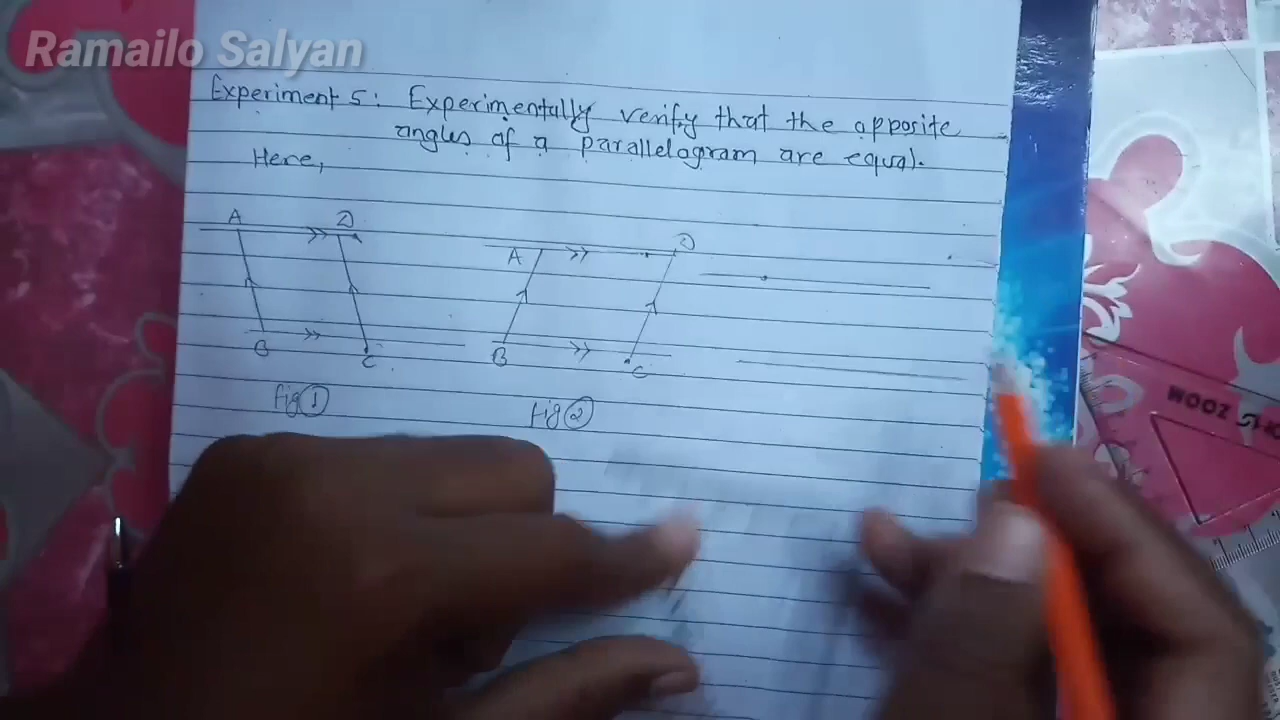 Ramailo Salyan
Experiment 5: Experimentally verify that the opposite
angles of a parallelogram are equal.
Here,
A D
B C
fig 1
A D
B C
fig 2
WOOZ